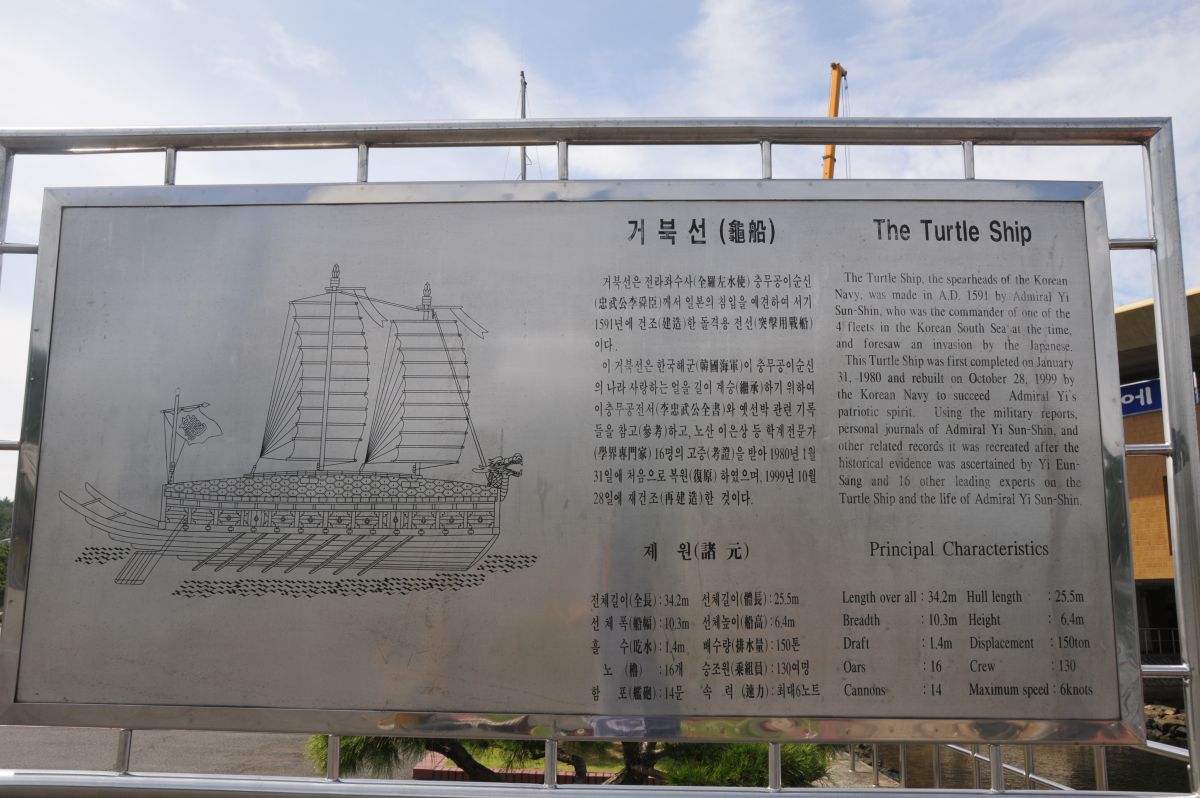 거북선 (龜船)
거북선은 전라좌수사(全羅左水使) 충무공이순신
(忠武公李舜臣)께서 일본의 침입을 예견하여 서기
1591년에 건조(建造)한 돌격용 전선(突擊用戰船)
이다.
이 거북선은 한국해군(韓國海軍)이 충무공이순신
의 나라 사랑하는 얼을 길이 계승(繼承)하기 위하여
이충무공전서(李忠武公全書)와 옛선박 관련 기록
들을 참고(參考)하고, 노산 이은상 등 학계전문가
(學界專門家) 16명의 고증(考證)을 받아 1980년 1월
31일에 처음으로 복원(復原) 하였으며, 1999년 10월
28일에 재건조(再建造)한 것이다.
제 원(諸 元)
전체길이(全長) : 34.2m 선체길이(體長) : 25.5m
선 체 폭(船幅) : 10.3m 선체높이(船高) : 6.4m
흘 수(吃水) : 1.4m 배수량(排水量) : 150톤
노 (櫓) : 16개 승조원(乘組員) : 130여명
함 포(艦砲) : 14문 속 력 (速力) : 최대6노트
The Turtle Ship
The Turtle Ship, the spearheads of the Korean
Navy, was made in A.D. 1591 by Admiral Yi
Sun-Shin, who was the commander of one of the
4 fleets in the Korean South Sea at the time,
and foresaw an invasion by the Japanese.
This Turtle Ship was first completed on January
31, 1980 and rebuilt on October 28, 1999 by
the Korean Navy to succeed Admiral Yi's
patriotic spirit. Using the military reports,
personal journals of Admiral Yi Sun-Shin, and
other related records it was recreated after the
historical evidence was ascertained by Yi Eun-
Sang and 16 other leading experts on the
Turtle Ship and the life of Admiral Yi Sun-Shin.
Principal Characteristics
Length over all : 34.2m Hull length : 25.5m
Breadth : 10.3m Height : 6.4m
Draft : 1.4m Displacement : 150ton
Oars : 16 Crew : 130
Cannons : 14 Maximum speed : 6knots